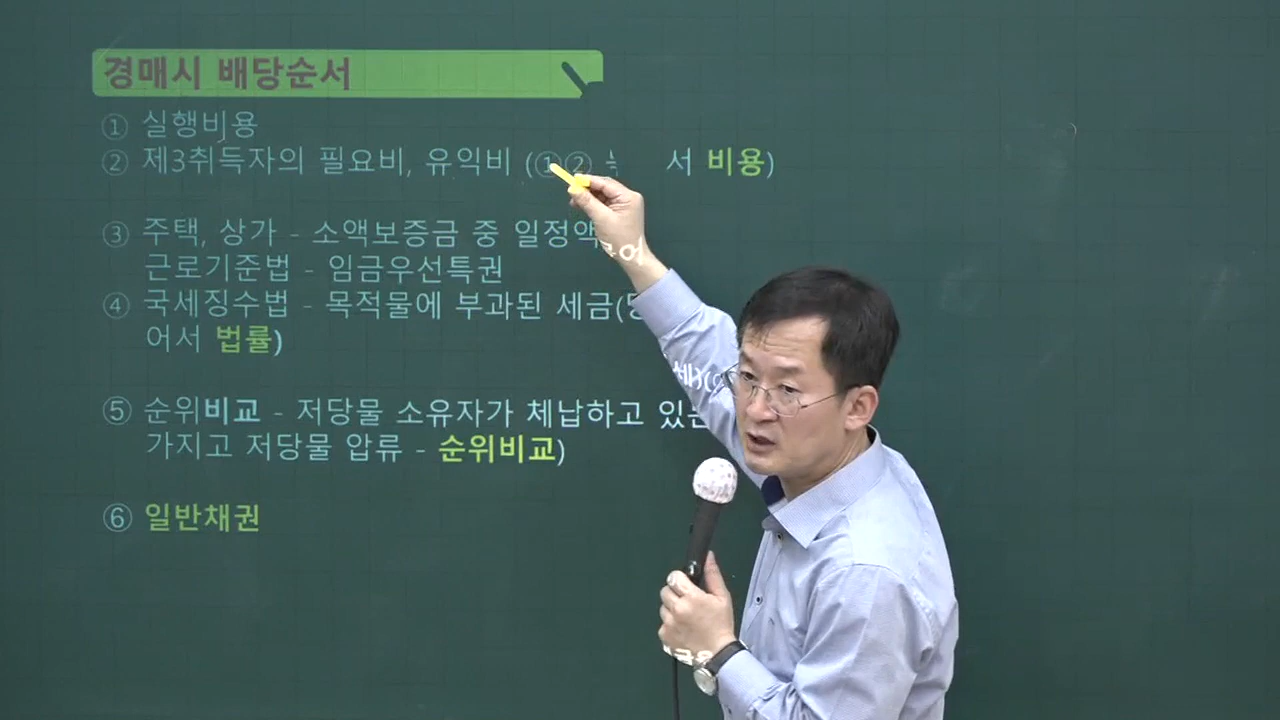 경매시 배당순서
① 실행비용
② 제3취득자의 필요비, 유익비 (①② 서 비용)
③ 주택, 상가 - 소액보증금 중 일정액
근로기준법 - 임금우선특권
④ 국세징수법 - 목적물에 부과된 세금(
어서 법률)
⑤ 순위비교 - 저당물 소유자가 체납하고
가지고 저당물 압류 - 순위비교)
⑥ 일반채권